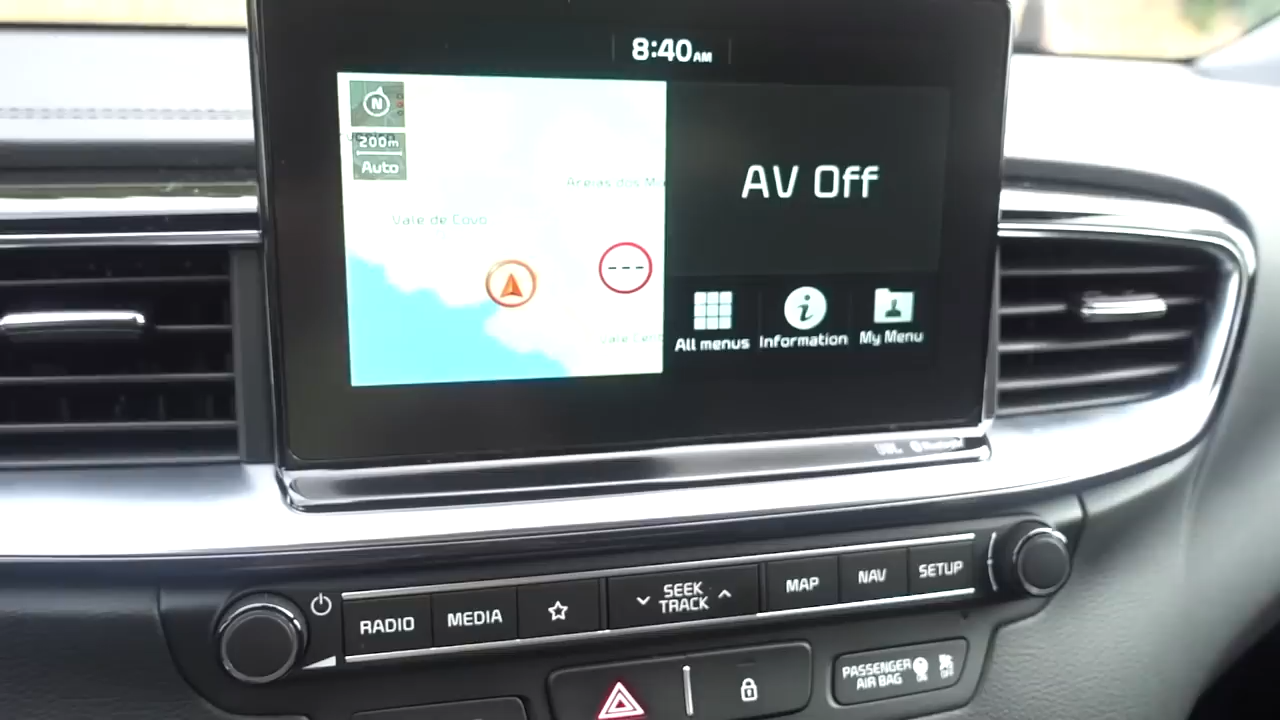 8:40AM
N
200m
Auto
Vale de Covo
Areias dos
---
AV Off
All menus
Information
My Menu
RADIO
MEDIA
SEEK
TRACK
MAP
NAV
SETUP
PASSENGER
AIR BAG
OFF